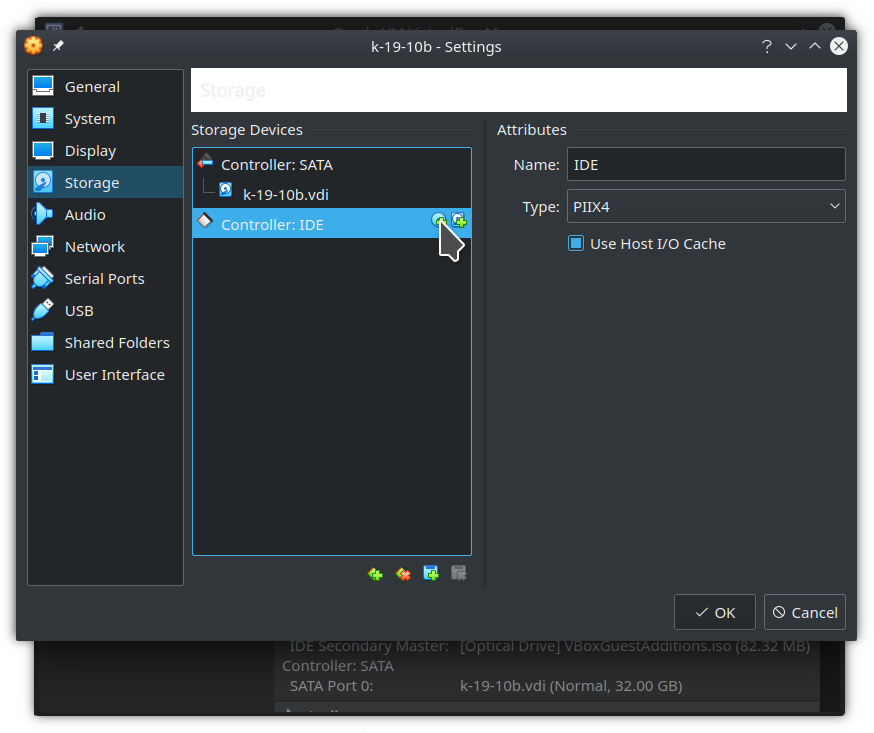 k-19-10b - Settings
General
System
Display
Storage
Audio
Network
Serial Ports
USB
Shared Folders
User Interface
Storage
Storage Devices
Controller: SATA
k-19-10b.vdi
Controller: IDE
Attributes
Name: IDE
Type: PIIX4
Use Host I/O Cache
OK
Cancel
IDE Secondary Master: [Optical Drive] VBoxGuestAdditions.iso (82.32 MB)
Controller: SATA
SATA Port 0: k-19-10b.vdi (Normal, 32.00 GB)